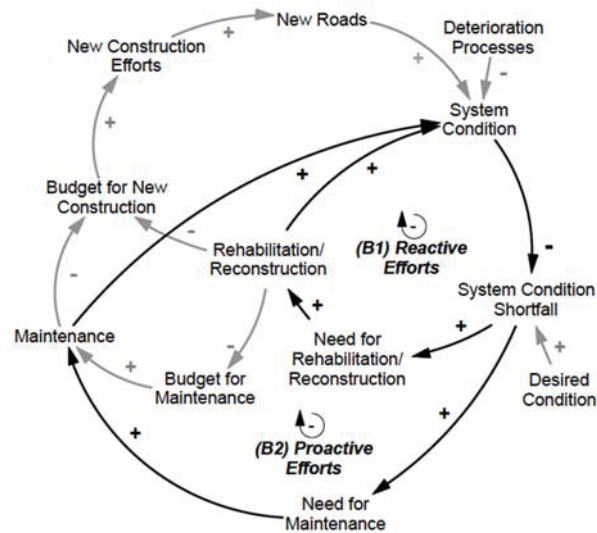 New Roads
Deterioration
Processes
New Construction
Efforts
+
+
-
System
Condition
+
+
+
Budget for New
Construction
-
-
(B1) Reactive
Efforts
-
Rehabilitation/
Reconstruction
-
System Condition
Shortfall
Maintenance
+
Need for
Rehabilitation/
Reconstruction
+
+
Desired
Condition
-
+
Budget for
Maintenance
-
(B2) Proactive
Efforts
+
+
Need for
Maintenance